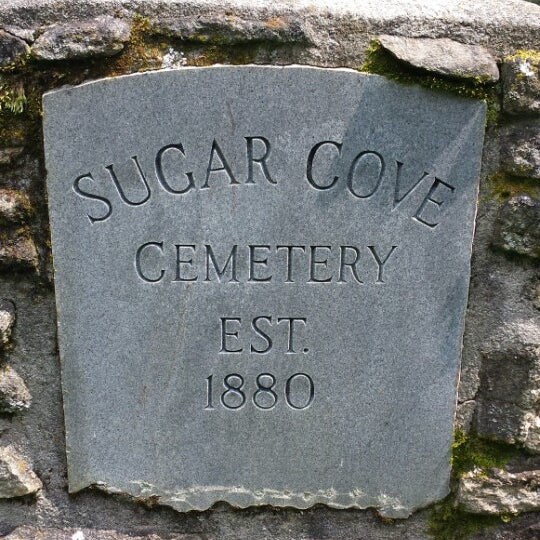 SUGAR COVE
CEMETERY
EST.
1880